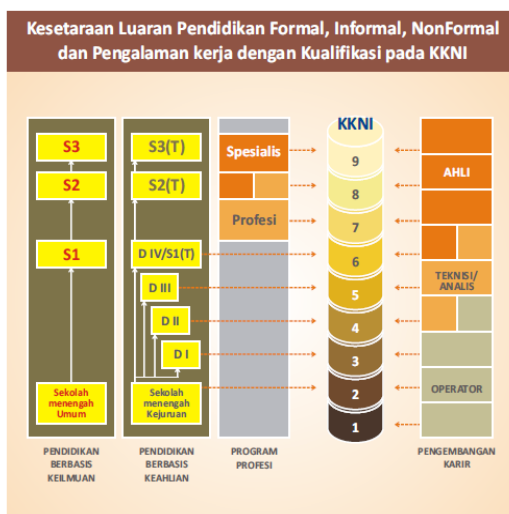 Kesetaraan Luaran Pendidikan Formal, Informal, NonFormal
dan Pengalaman kerja dengan Kualifikasi pada KKNI
S3
S2
S1
Sekolah
menengah
Umum
PENDIDIKAN
BERBASIS
KEILMUAN
S3(T)
S2(T)
D IV/S1(T)
D III
D II
D I
Sekolah
menengah
Kejuruan
PENDIDIKAN
BERBASIS
KEAHLIAN
Spesialis
Profesi
PROGRAM
PROFESI
KKNI
9
8
7
6
5
4
3
2
1
AHLI
TEKNISI/
ANALIS
OPERATOR
PENGEMBANGAN
KARIR